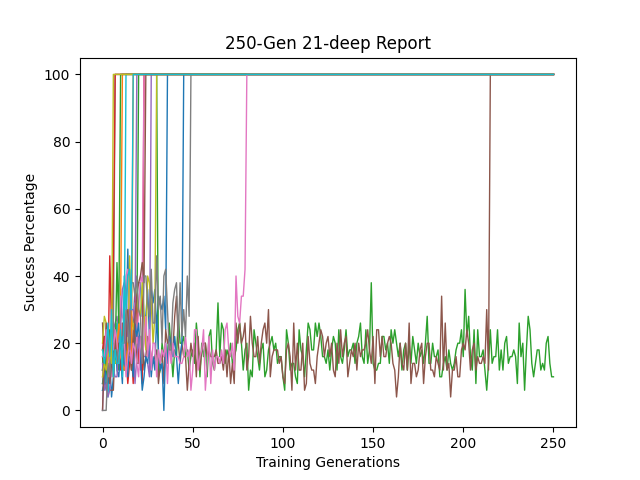 250-Gen 21-deep Report
100
80
60
40
20
0
Success Percentage
0 50 100 150 200 250
Training Generations